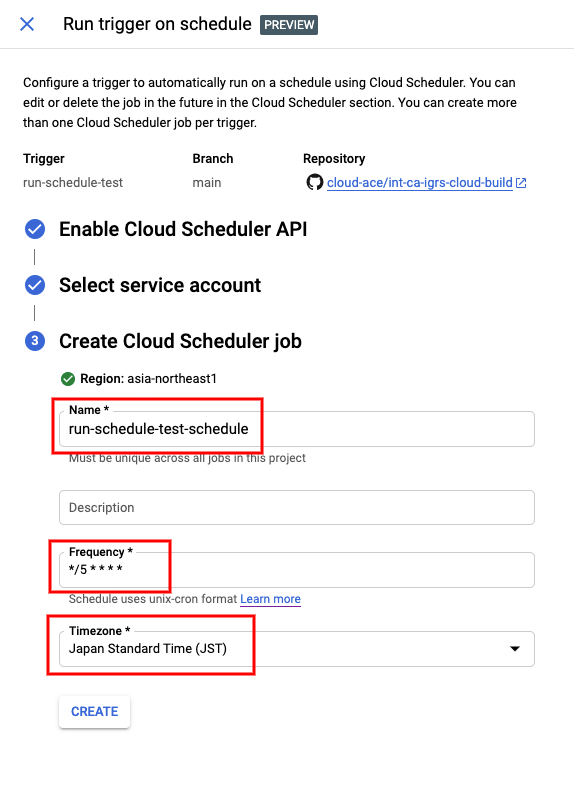 Run trigger on schedule PREVIEW
Configure a trigger to automatically run on a schedule using Cloud Scheduler. You can
edit or delete the job in the future in the Cloud Scheduler section. You can create more
than one Cloud Scheduler job per trigger.
Trigger Branch Repository
run-schedule-test main cloud-ace/int-ca-igrs-cloud-build
Enable Cloud Scheduler API
Select service account
3 Create Cloud Scheduler job
Region: asia-northeast1
Name *
run-schedule-test-schedule
Must be unique across all jobs in this project
Description
Frequency *
*/5 * * * *
Schedule uses unix-cron format Learn more
Timezone *
Japan Standard Time (JST)
CREATE